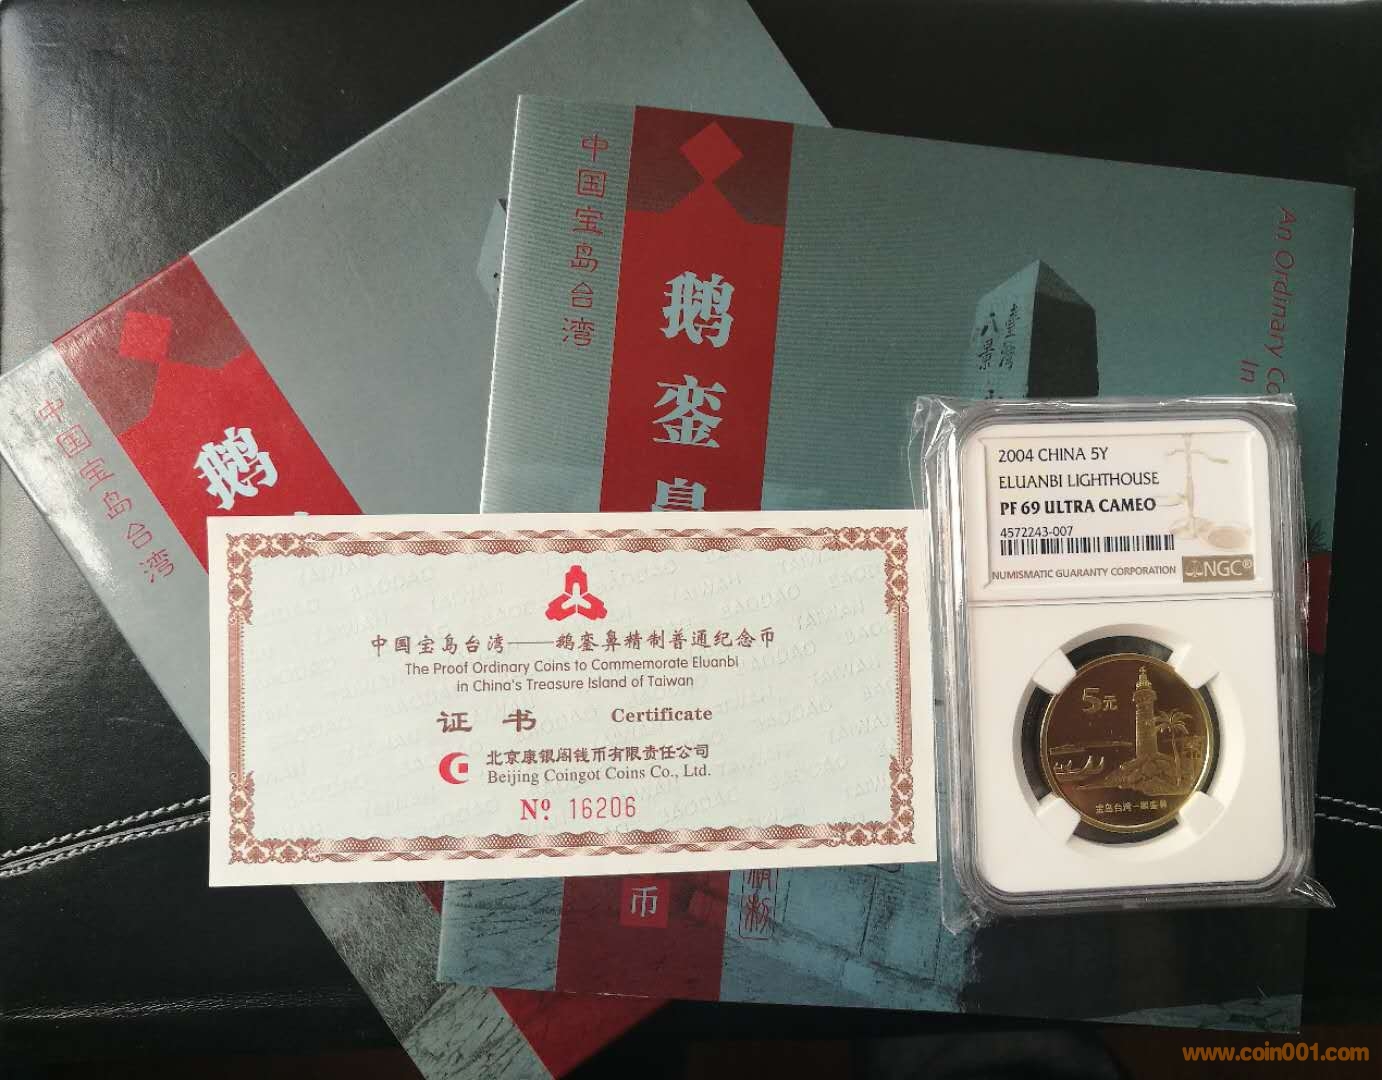 中国宝岛台湾
鹅銮鼻
An Ordinary Co
In
臺灣
八景
中国宝岛台湾
鹅
2004 CHINA 5Y
ELUANBI LIGHTHOUSE
PF 69 ULTRA CAMEO
4572243-007
NUMISMATIC GUARANTY CORPORATION NGC®
5元
宝岛台湾-鹅銮鼻
中国宝岛台湾——鹅銮鼻精制普通纪念币
The Proof Ordinary Coins to Commemorate Eluanbi
in China's Treasure Island of Taiwan
证书 Certificate
北京康银阁钱币有限责任公司
Beijing Coingot Coins Co., Ltd.
Nº 16206
币
www.coin001.com